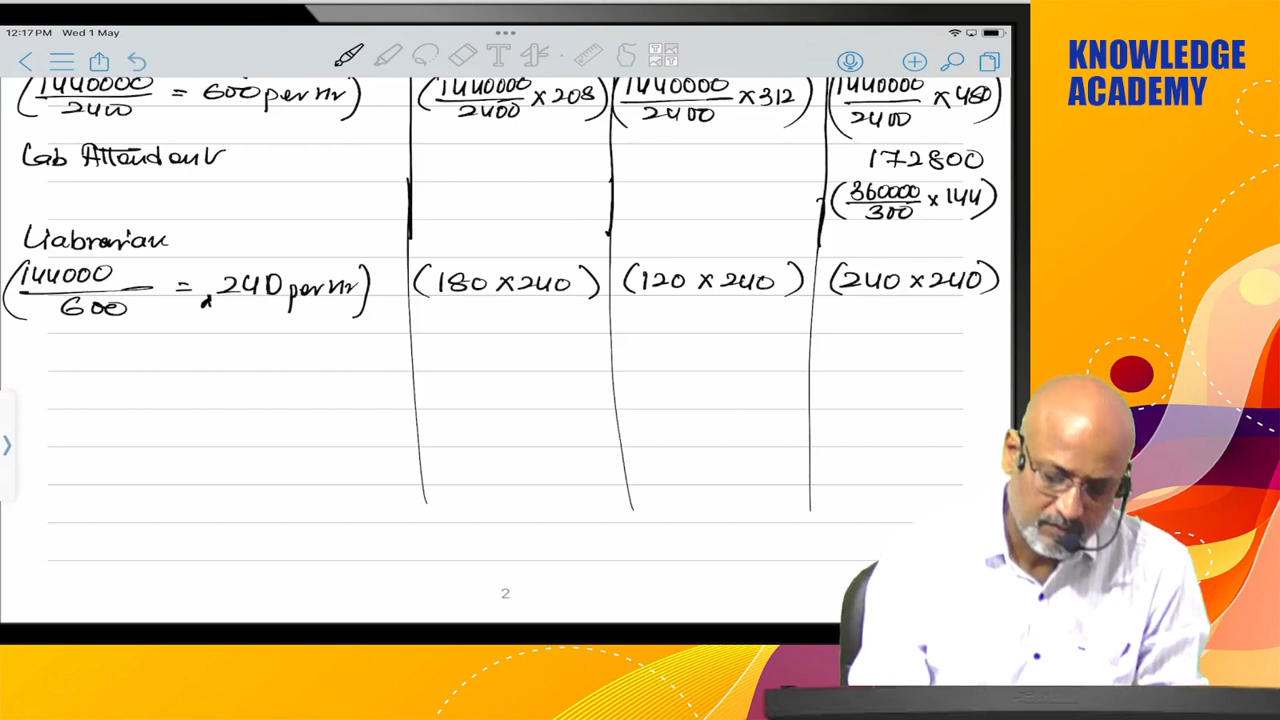 12:17 PM Wed 1 May
KNOWLEDGE
ACADEMY
(1440000/2400 = 600 per Hr) (1440000/2400 × 208) (1440000/2400 × 312) (1440000/2400 × 480)
Lab Attendant 172800
(360000/300 × 144)
Liabrarian
(144000/600 = 240 per Hr) (180 × 240) (120 × 240) (240 × 240)
2